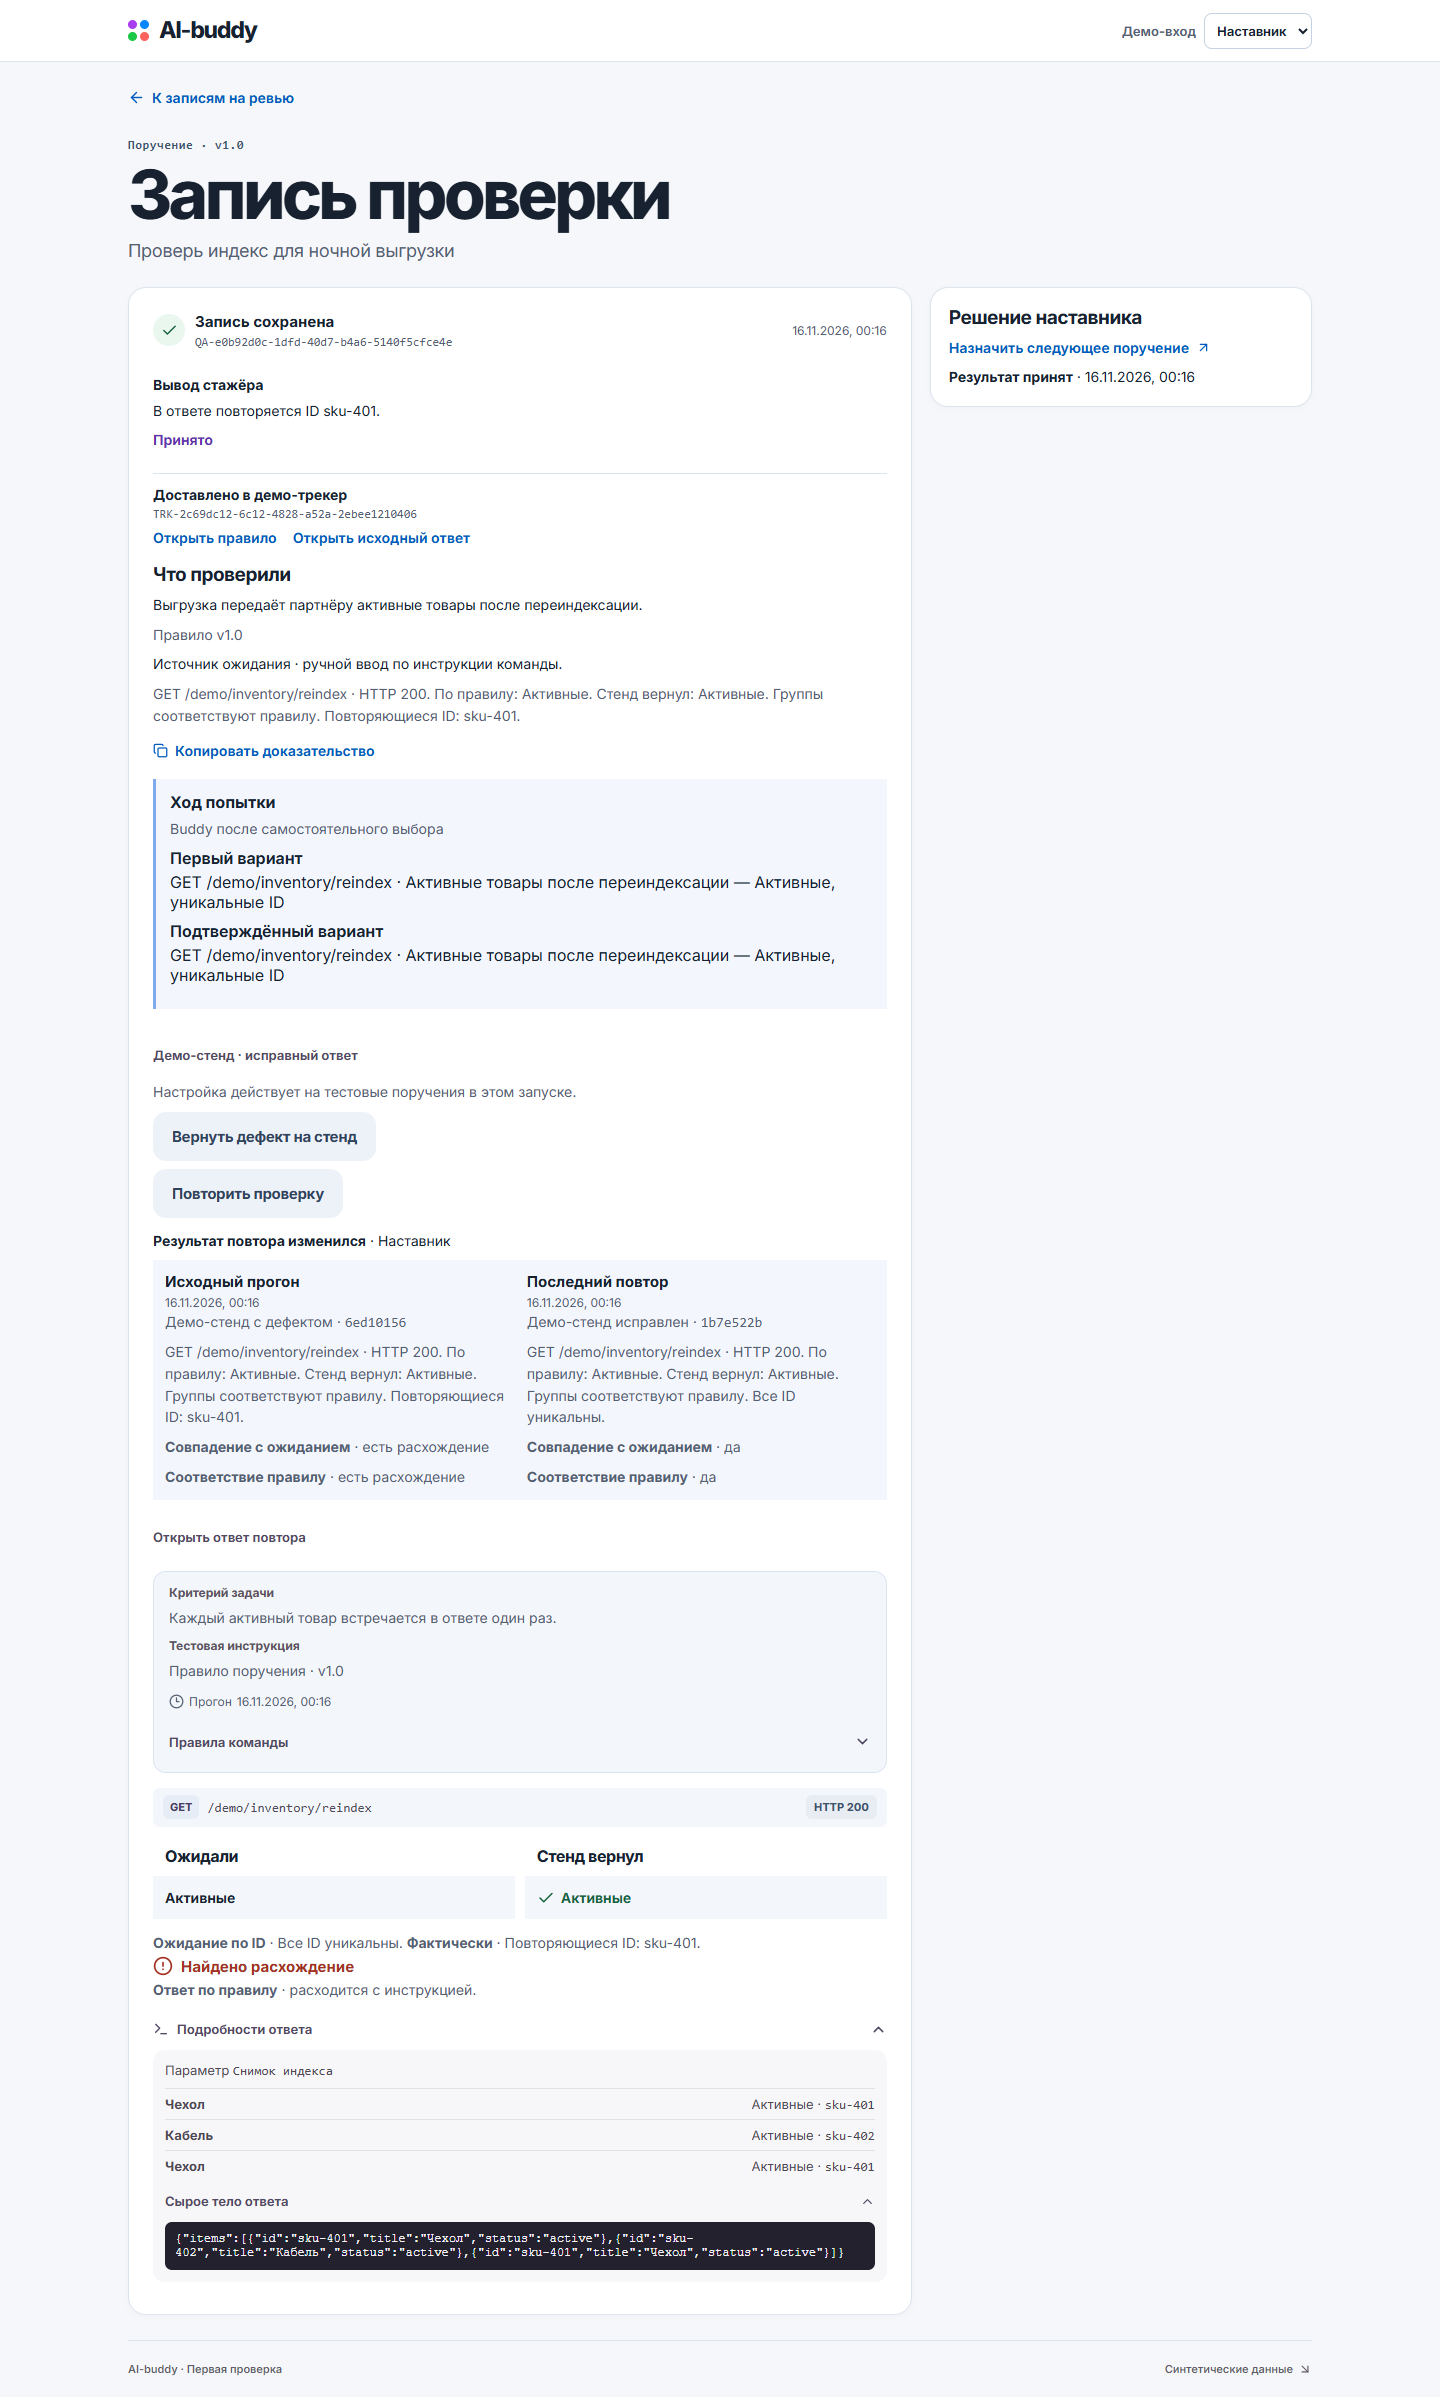 AI-buddy
Демо-вход
Наставник
К записям на ревью
Поручение · v1.0
Запись проверки
Проверь индекс для ночной выгрузки
Запись сохранена
QA-e0b92d0c-1dfd-40d7-b4a6-5140f5cfce4e
16.11.2026, 00:16
Вывод стажёра
В ответе повторяется ID sku-401.
Принято
Доставлено в демо-трекер
TRK-2c69dc12-6c12-4828-a52a-2ebee1210406
Открыть правило Открыть исходный ответ
Что проверили
Выгрузка передаёт партнёру активные товары после переиндексации.
Правило v1.0
Источник ожидания · ручной ввод по инструкции команды.
GET /demo/inventory/reindex · HTTP 200. По правилу: Активные. Стенд вернул: Активные. Группы
соответствуют правилу. Повторяющиеся ID: sku-401.
Копировать доказательство
Ход попытки
Buddy после самостоятельного выбора
Первый вариант
GET /demo/inventory/reindex · Активные товары после переиндексации — Активные,
уникальные ID
Подтверждённый вариант
GET /demo/inventory/reindex · Активные товары после переиндексации — Активные,
уникальные ID
Демо-стенд · исправный ответ
Настройка действует на тестовые поручения в этом запуске.
Вернуть дефект на стенд
Повторить проверку
Результат повтора изменился · Наставник
Исходный прогон
16.11.2026, 00:16
Демо-стенд с дефектом · 6ed10156
GET /demo/inventory/reindex · HTTP 200. По
правилу: Активные. Стенд вернул: Активные.
Группы соответствуют правилу. Повторяющиеся
ID: sku-401.
Совпадение с ожиданием · есть расхождение
Соответствие правилу · есть расхождение
Последний повтор
16.11.2026, 00:16
Демо-стенд исправлен · 1b7e522b
GET /demo/inventory/reindex · HTTP 200. По
правилу: Активные. Стенд вернул: Активные.
Группы соответствуют правилу. Все ID
уникальны.
Совпадение с ожиданием · да
Соответствие правилу · да
Открыть ответ повтора
Критерий задачи
Каждый активный товар встречается в ответе один раз.
Тестовая инструкция
Правило поручения · v1.0
Прогон 16.11.2026, 00:16
Правила команды
GET /demo/inventory/reindex HTTP 200
Ожидали
Активные
Стенд вернул
Активные
Ожидание по ID · Все ID уникальны. Фактически · Повторяющиеся ID: sku-401.
Найдено расхождение
Ответ по правилу · расходится с инструкцией.
Подробности ответа
Параметр Снимок индекса
Чехол Активные · sku-401
Кабель Активные · sku-402
Чехол Активные · sku-401
Сырое тело ответа
{"items":[{"id":"sku-401","title":"Чехол","status":"active"},{"id":"sku-
402","title":"Кабель","status":"active"},{"id":"sku-401","title":"Чехол","status":"active"}]}
Решение наставника
Назначить следующее поручение
Результат принят · 16.11.2026, 00:16
AI-buddy · Первая проверка
Синтетические данные